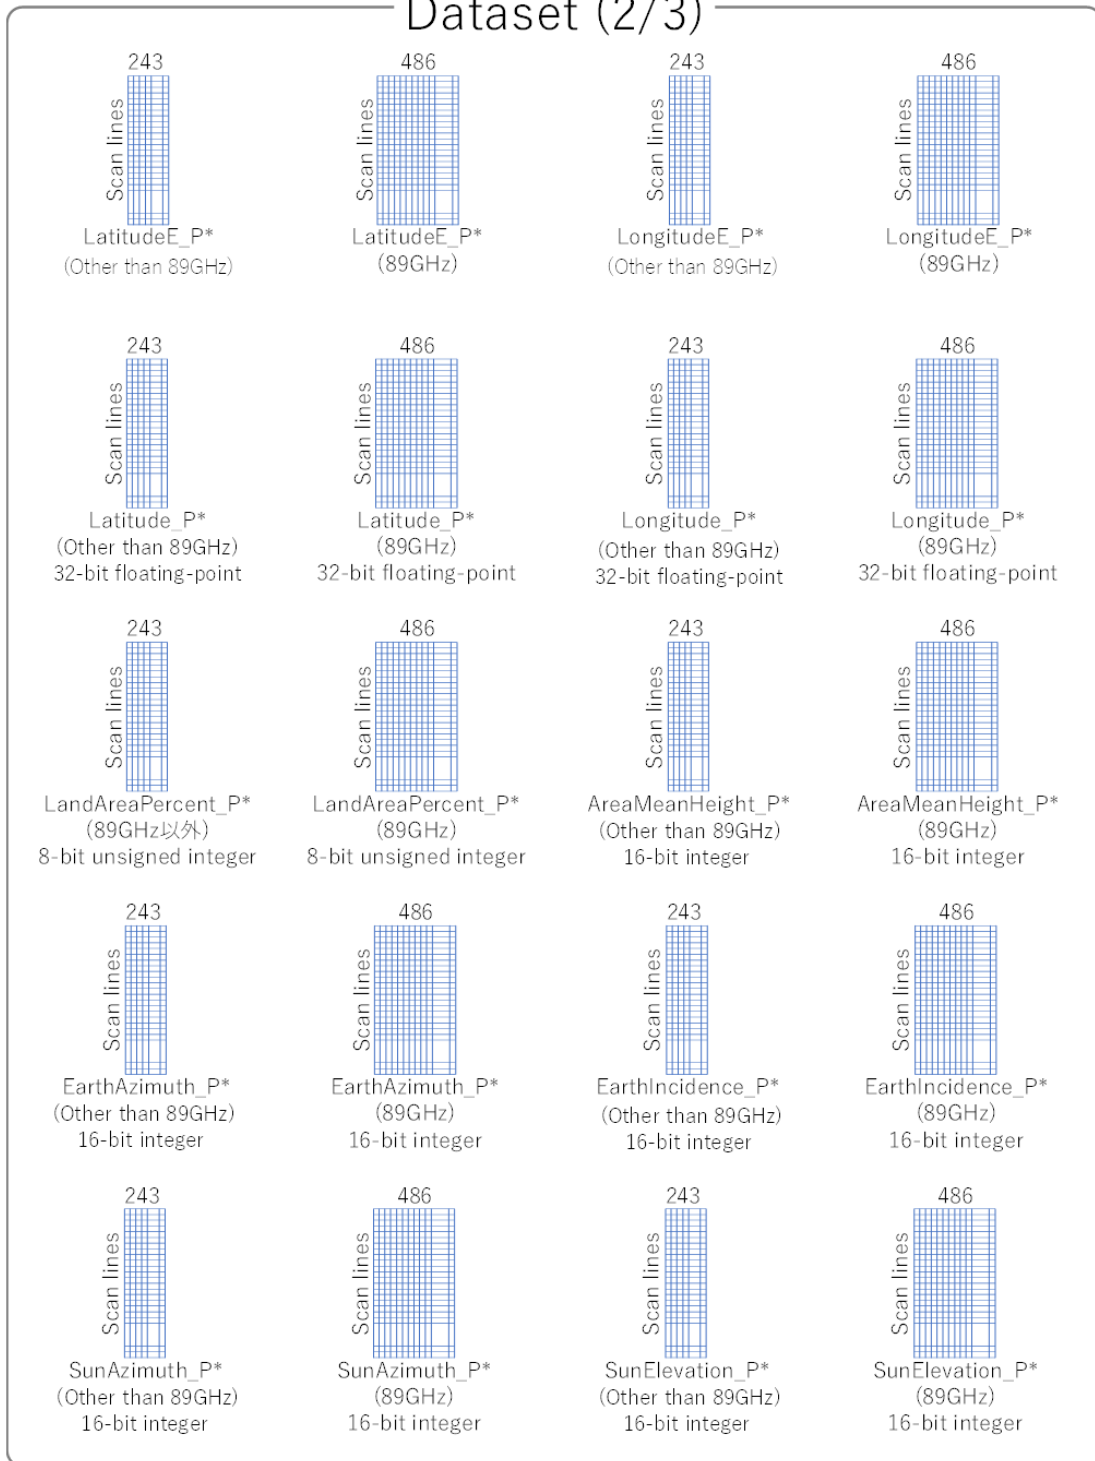 Dataset (2/3)
243
486
243
486
Scan lines
Scan lines
Scan lines
Scan lines
LatitudeE_P*
LatitudeE_P*
LongitudeE_P*
LongitudeE_P*
(Other than 89GHz)
(89GHz)
(Other than 89GHz)
(89GHz)
243
486
243
486
Scan lines
Scan lines
Scan lines
Scan lines
Latitude_P*
Latitude_P*
Longitude_P*
Longitude_P*
(Other than 89GHz)
(89GHz)
(Other than 89GHz)
(89GHz)
32-bit floating-point
32-bit floating-point
32-bit floating-point
32-bit floating-point
243
486
243
486
Scan lines
Scan lines
Scan lines
Scan lines
LandAreaPercent_P*
LandAreaPercent_P*
AreaMeanHeight_P*
AreaMeanHeight_P*
(89GHz以外)
(89GHz)
(Other than 89GHz)
(89GHz)
8-bit unsigned integer
8-bit unsigned integer
16-bit integer
16-bit integer
243
486
243
486
Scan lines
Scan lines
Scan lines
Scan lines
EarthAzimuth_P*
EarthAzimuth_P*
EarthIncidence_P*
EarthIncidence_P*
(Other than 89GHz)
(89GHz)
(Other than 89GHz)
(89GHz)
16-bit integer
16-bit integer
16-bit integer
16-bit integer
243
486
243
486
Scan lines
Scan lines
Scan lines
Scan lines
SunAzimuth_P*
SunAzimuth_P*
SunElevation_P*
SunElevation_P*
(Other than 89GHz)
(89GHz)
(Other than 89GHz)
(89GHz)
16-bit integer
16-bit integer
16-bit integer
16-bit integer